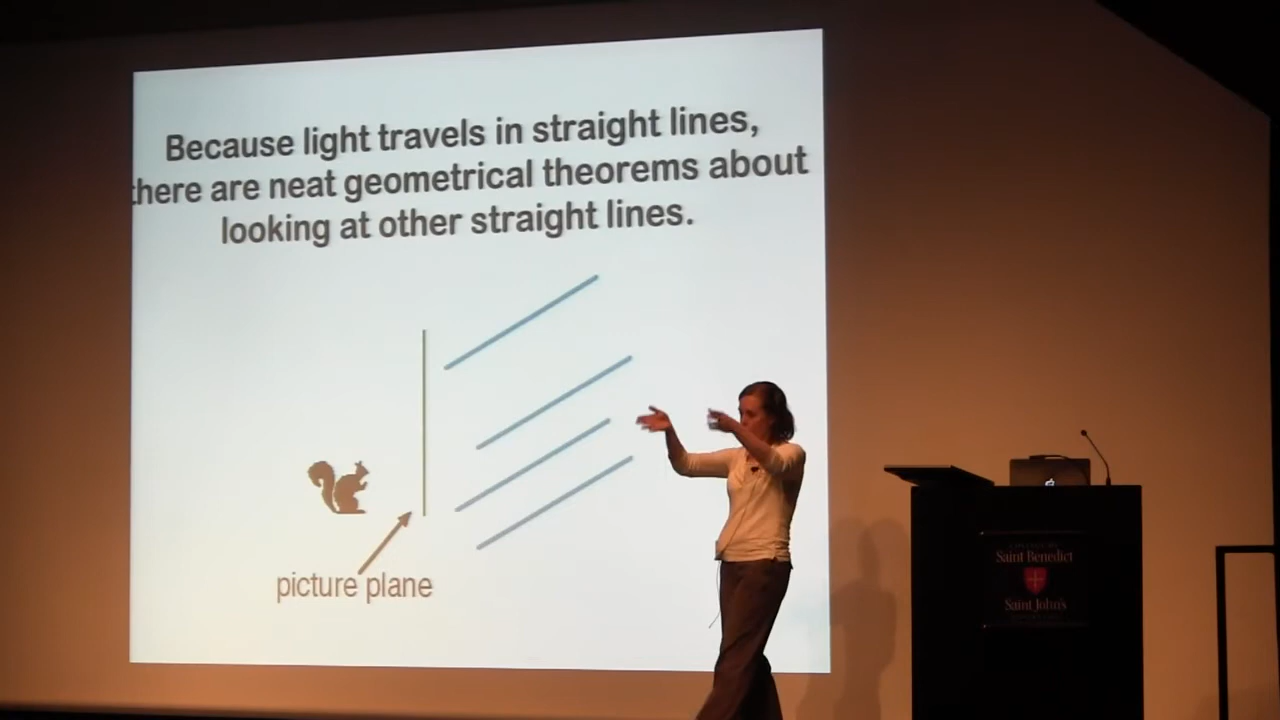 Because light travels in straight lines,
there are neat geometrical theorems about
looking at other straight lines.
picture plane
Saint Benedict
Saint John's